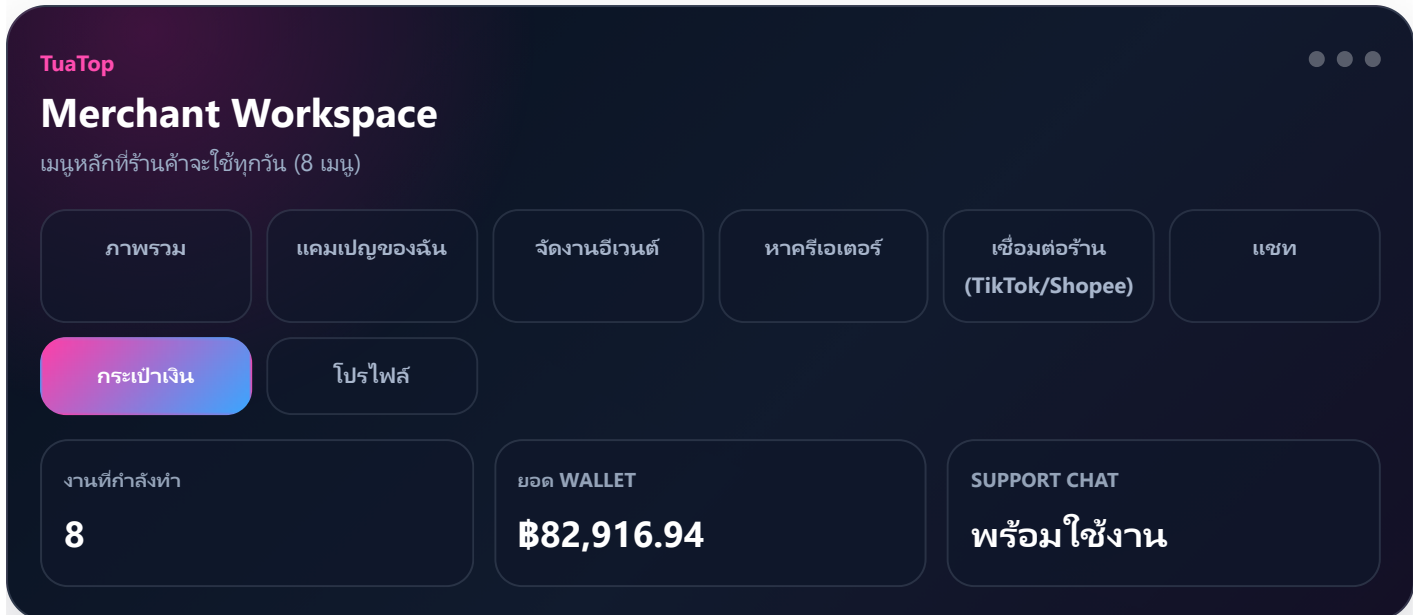 TuaTop
Merchant Workspace
เมนูหลักที่ร้านค้าจะใช้ทุกวัน (8 เมนู)
ภาพรวม
แคมเปญของฉัน
จัดงานอีเวนต์
หาครีเอเตอร์
เชื่อมต่อร้าน
(TikTok/Shopee)
แชท
กระเป๋าเงิน
โปรไฟล์
งานที่กำลังทำ
8
ยอด WALLET
฿82,916.94
SUPPORT CHAT
พร้อมใช้งาน